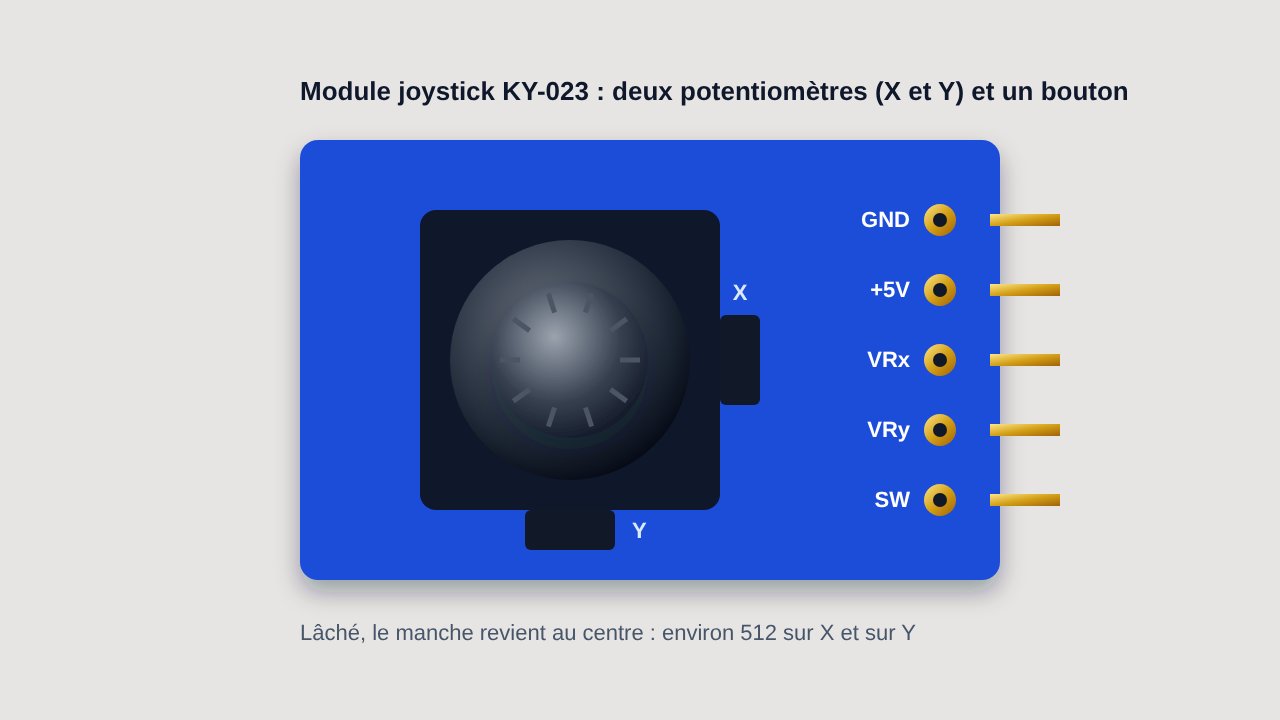 Module joystick KY-023 : deux potentiomètres (X et Y) et un bouton
GND
+5V
X
VRx
VRy
SW
Y
Lâché, le manche revient au centre : environ 512 sur X et sur Y